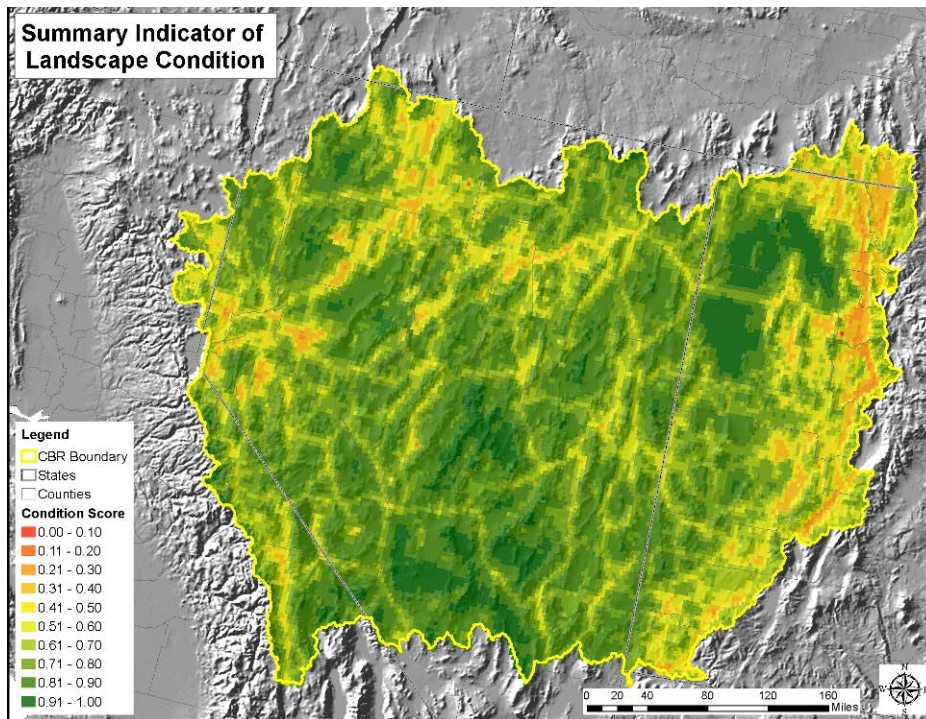 Summary Indicator of
Landscape Condition
Legend
CBR Boundary
States
Counties
Condition Score
0.00 - 0.10
0.11 - 0.20
0.21 - 0.30
0.31 - 0.40
0.41 - 0.50
0.51 - 0.60
0.61 - 0.70
0.71 - 0.80
0.81 - 0.90
0.91 - 1.00
0 20 40 80 120 160
Miles
N
W
S